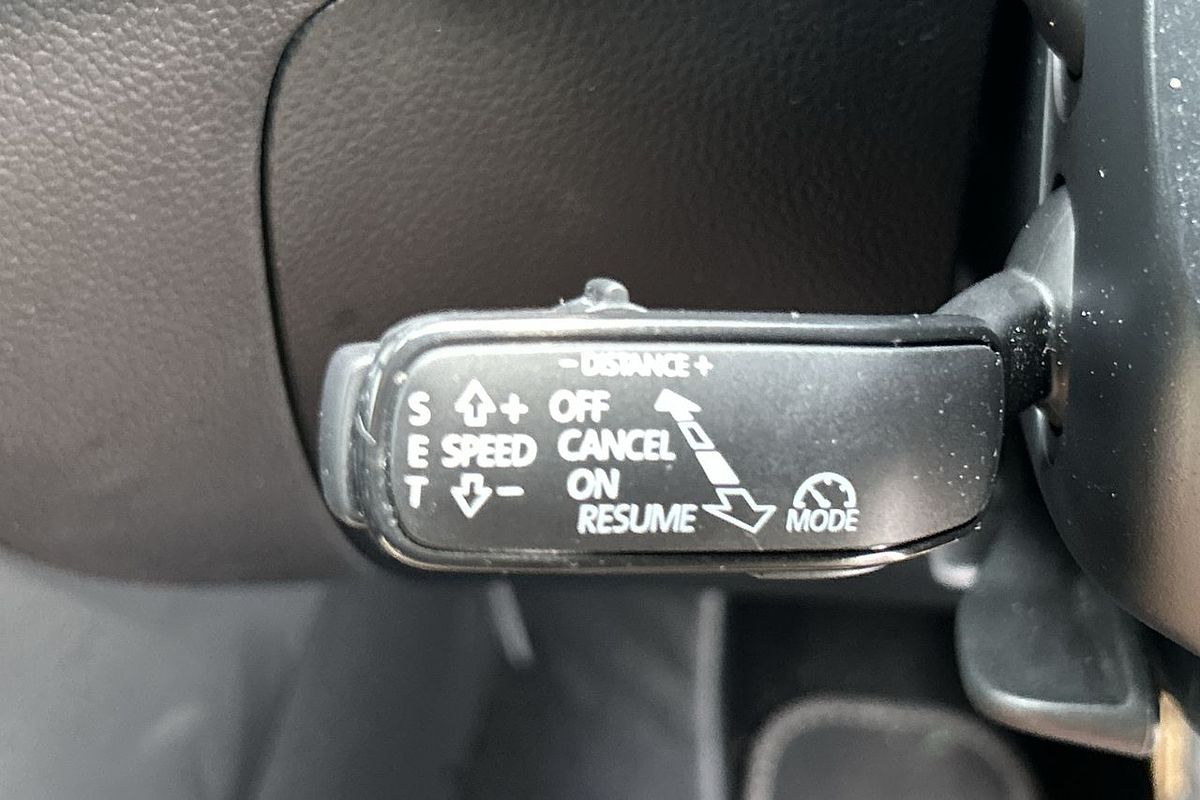 - DISTANCE +
S + OFF
E SPEED CANCEL
T - ON
RESUME MODE